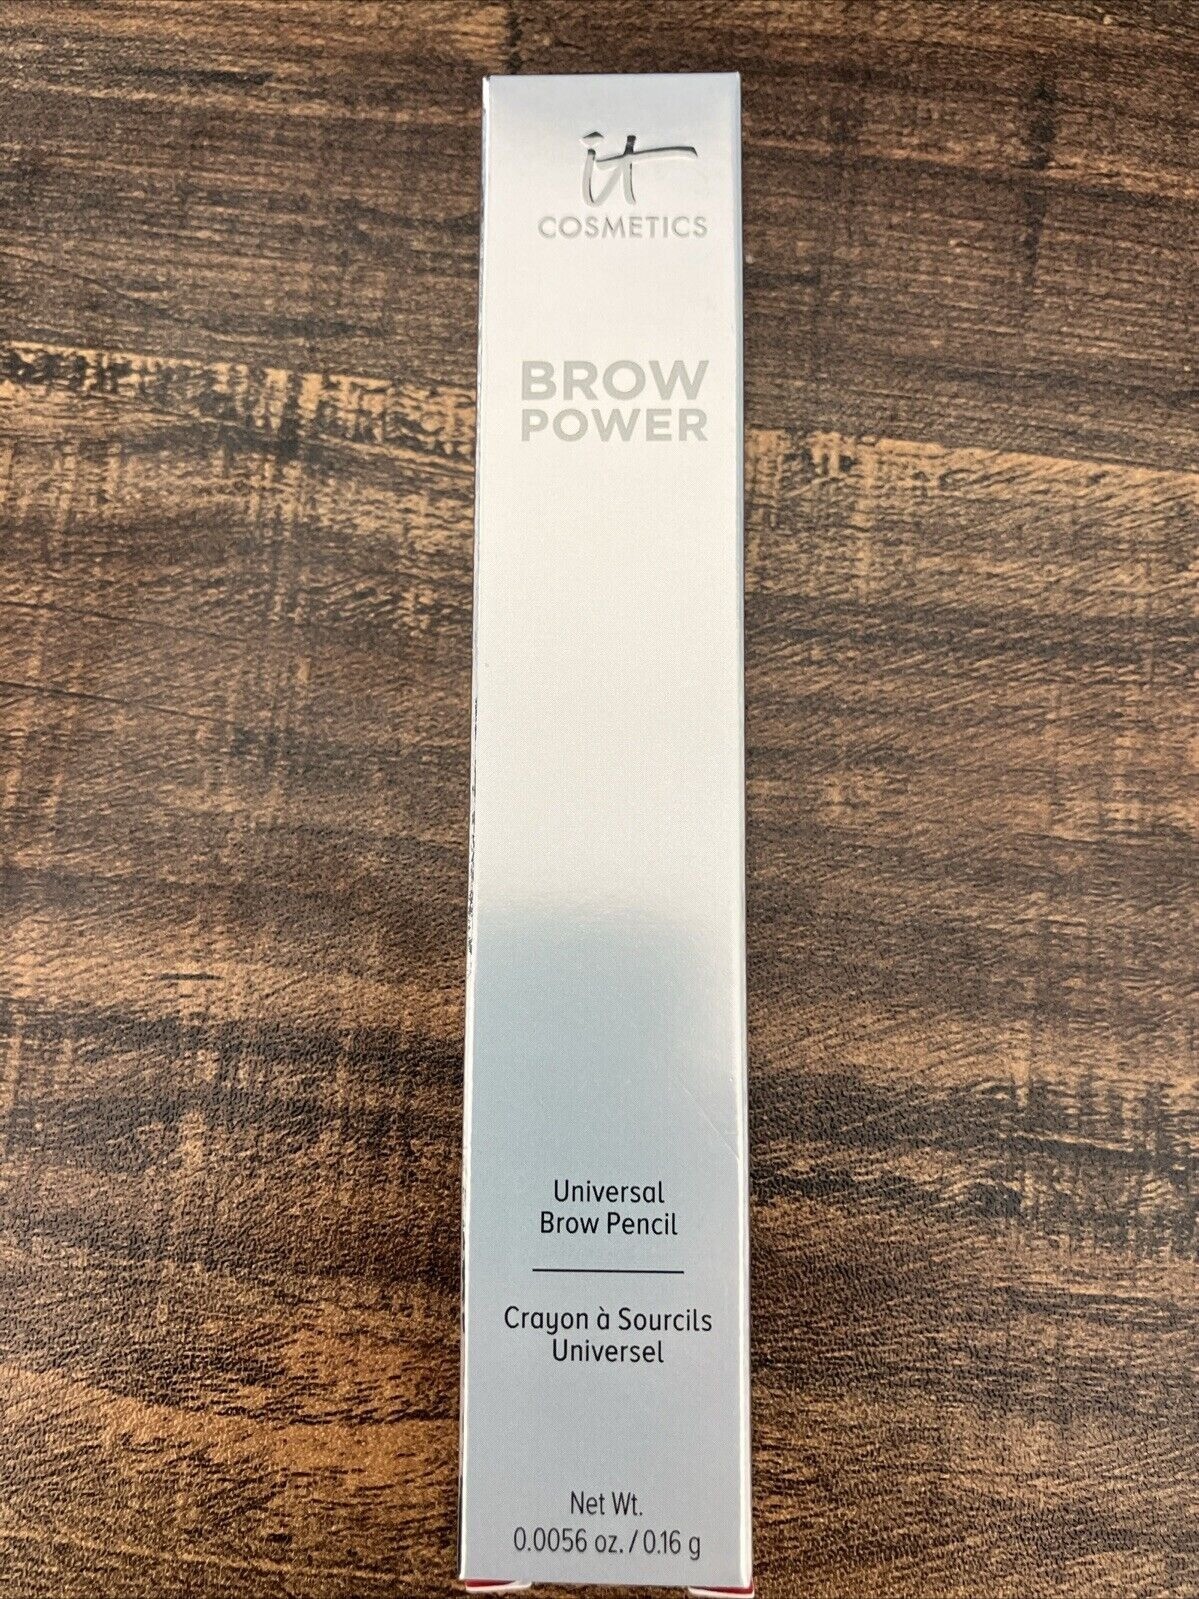 it
COSMETICS
BROW
POWER
Universal
Brow Pencil
Crayon à Sourcils
Universel
Net Wt.
0.0056 oz. / 0.16 g